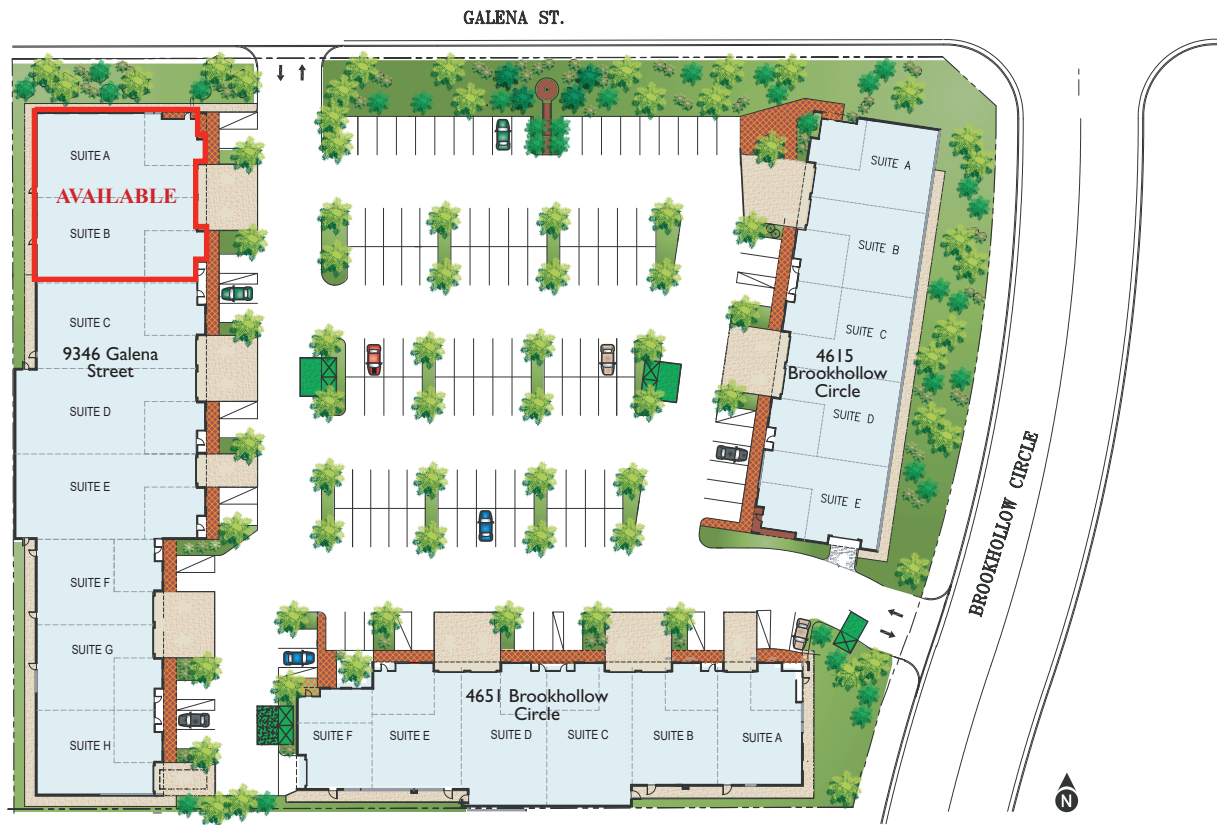 GALENA ST.
SUITE A
AVAILABLE
SUITE B
SUITE C
9346 Galena
Street
SUITE D
SUITE E
SUITE F
SUITE G
SUITE H
SUITE A
SUITE B
SUITE C
4615
Brookhollow
Circle
SUITE D
SUITE E
BROOKHOLLOW CIRCLE
4651 Brookhollow
Circle
SUITE F
SUITE E
SUITE D
SUITE C
SUITE B
SUITE A
N